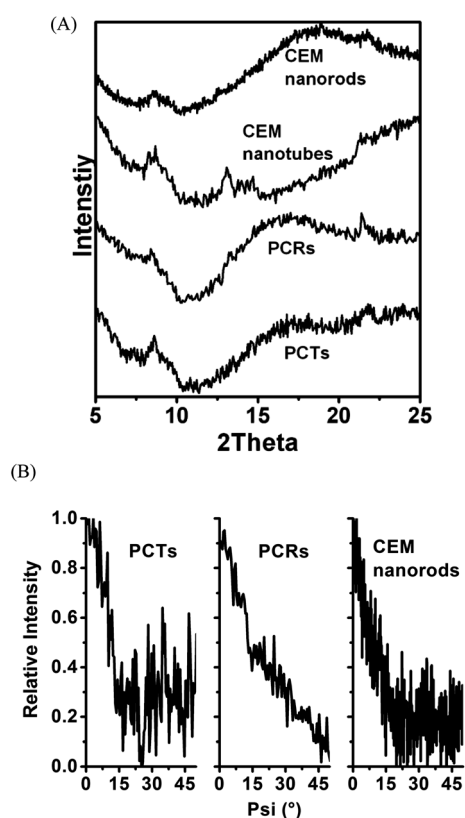 (A)
CEM
nanorods
CEM
nanotubes
PCRs
PCTs
Intenstiy
5 10 15 20 25
2Theta
(B)
PCTs
PCRs
CEM
nanorods
1.0
0.8
0.6
0.4
0.2
0.0
Relative Intensity
0 15 30 45 0 15 30 45 0 15 30 45
Psi (°)